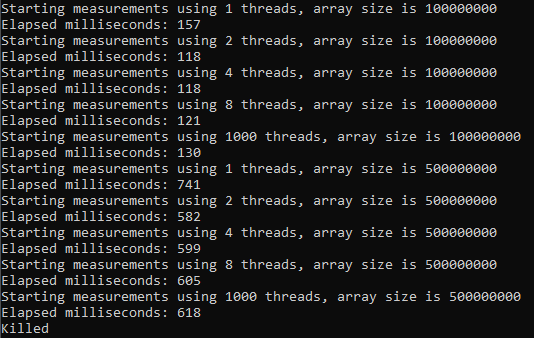 Starting measurements using 1 threads, array size is 100000000
Elapsed milliseconds: 157
Starting measurements using 2 threads, array size is 100000000
Elapsed milliseconds: 118
Starting measurements using 4 threads, array size is 100000000
Elapsed milliseconds: 118
Starting measurements using 8 threads, array size is 100000000
Elapsed milliseconds: 121
Starting measurements using 1000 threads, array size is 100000000
Elapsed milliseconds: 130
Starting measurements using 1 threads, array size is 500000000
Elapsed milliseconds: 741
Starting measurements using 2 threads, array size is 500000000
Elapsed milliseconds: 582
Starting measurements using 4 threads, array size is 500000000
Elapsed milliseconds: 599
Starting measurements using 8 threads, array size is 500000000
Elapsed milliseconds: 605
Starting measurements using 1000 threads, array size is 500000000
Elapsed milliseconds: 618
Killed